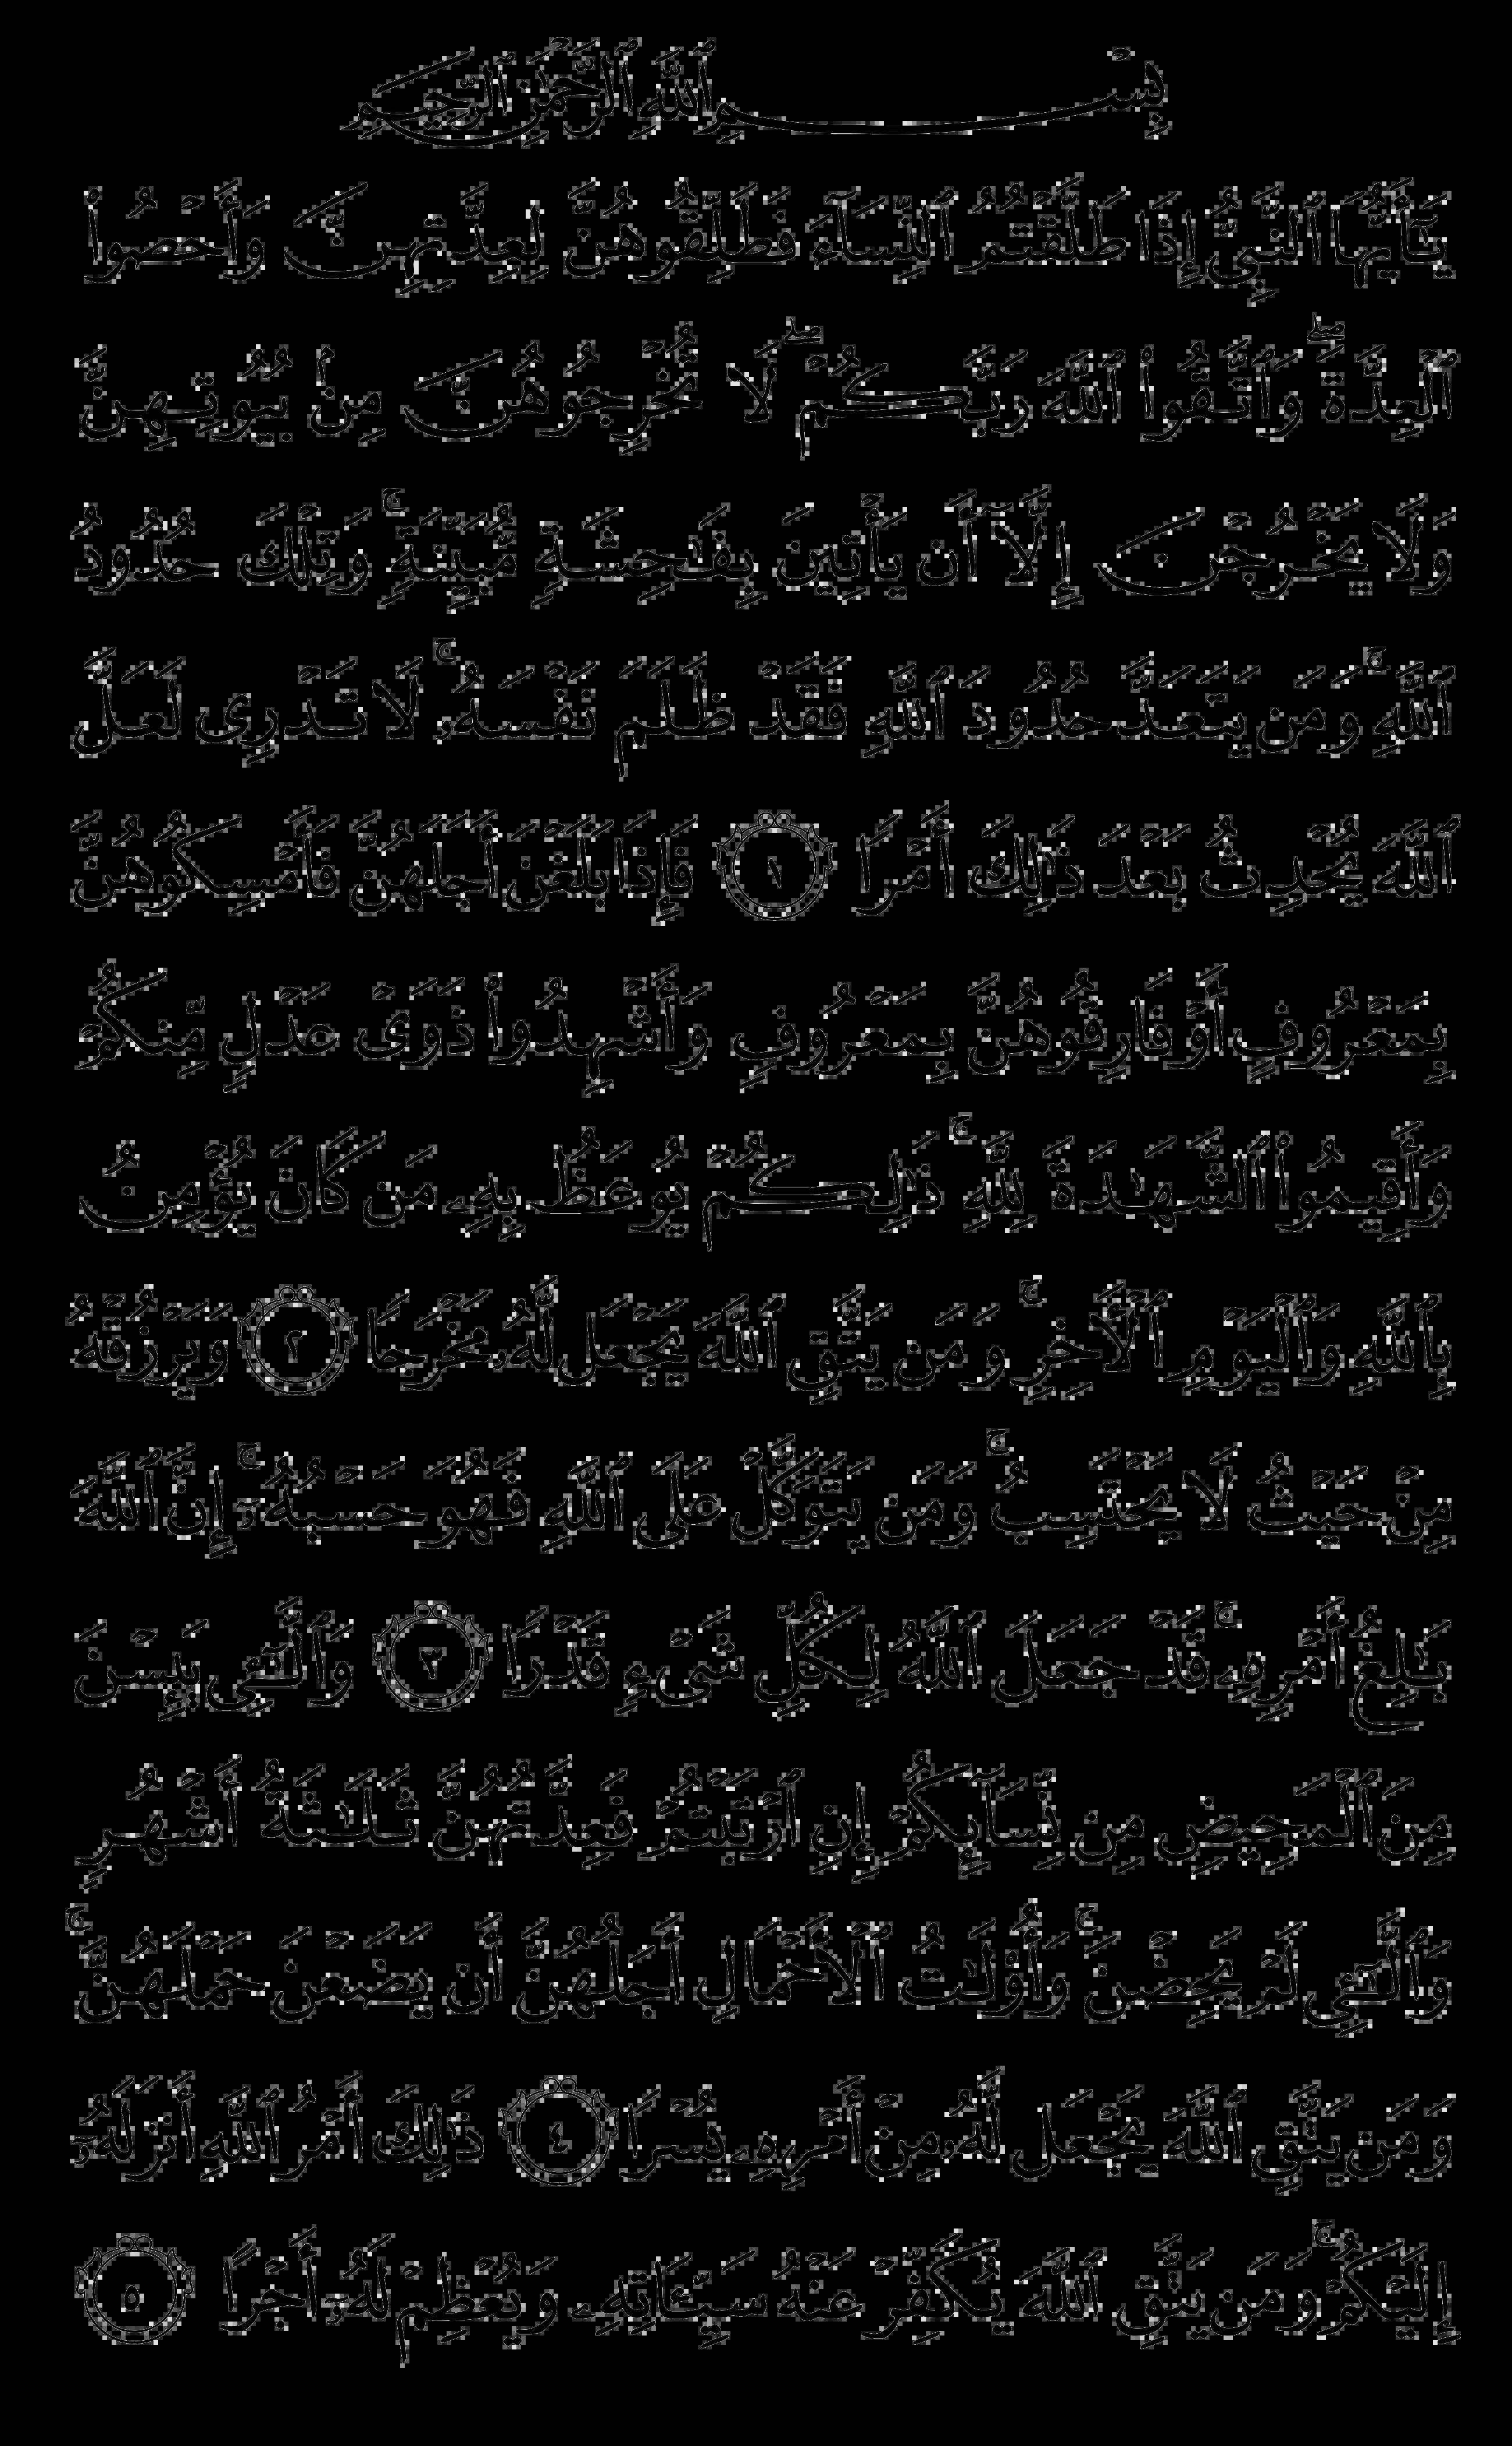 بِسْمِ ٱللَّهِ ٱلرَّحْمَٰنِ ٱلرَّحِيمِ
يَٰٓأَيُّهَا ٱلنَّبِىُّ إِذَا طَلَّقْتُمُ ٱلنِّسَآءَ فَطَلِّقُوهُنَّ لِعِدَّتِهِنَّ وَأَحْصُوا۟
ٱلْعِدَّةَ ۖ وَٱتَّقُوا۟ ٱللَّهَ رَبَّكُمْ ۖ لَا تُخْرِجُوهُنَّ مِنۢ بُيُوتِهِنَّ
وَلَا يَخْرُجْنَ إِلَّآ أَن يَأْتِينَ بِفَٰحِشَةٍ مُّبَيِّنَةٍ ۚ وَتِلْكَ حُدُودُ
ٱللَّهِ ۚ وَمَن يَتَعَدَّ حُدُودَ ٱللَّهِ فَقَدْ ظَلَمَ نَفْسَهُۥ ۚ لَا تَدْرِى لَعَلَّ
ٱللَّهَ يُحْدِثُ بَعْدَ ذَٰلِكَ أَمْرًا ١ فَإِذَا بَلَغْنَ أَجَلَهُنَّ فَأَمْسِكُوهُنَّ
بِمَعْرُوفٍ أَوْ فَارِقُوهُنَّ بِمَعْرُوفٍ وَأَشْهِدُوا۟ ذَوَىْ عَدْلٍ مِّنكُمْ
وَأَقِيمُوا۟ ٱلشَّهَٰدَةَ لِلَّهِ ۚ ذَٰلِكُمْ يُوعَظُ بِهِۦ مَن كَانَ يُؤْمِنُ
بِٱللَّهِ وَٱلْيَوْمِ ٱلْءَاخِرِ ۚ وَمَن يَتَّقِ ٱللَّهَ يَجْعَل لَّهُۥ مَخْرَجًا ٢ وَيَرْزُقْهُ
مِنْ حَيْثُ لَا يَحْتَسِبُ ۚ وَمَن يَتَوَكَّلْ عَلَى ٱللَّهِ فَهُوَ حَسْبُهُۥٓ ۚ إِنَّ ٱللَّهَ
بَٰلِغُ أَمْرِهِۦ ۚ قَدْ جَعَلَ ٱللَّهُ لِكُلِّ شَىْءٍ قَدْرًا ٣ وَٱلَّٰٓـِٔى يَئِسْنَ
مِنَ ٱلْمَحِيضِ مِن نِّسَآئِكُمْ إِنِ ٱرْتَبْتُمْ فَعِدَّتُهُنَّ ثَلَٰثَةُ أَشْهُرٍ
وَٱلَّٰٓـِٔى لَمْ يَحِضْنَ ۚ وَأُو۟لَٰتُ ٱلْأَحْمَالِ أَجَلُهُنَّ أَن يَضَعْنَ حَمْلَهُنَّ ۚ
وَمَن يَتَّقِ ٱللَّهَ يَجْعَل لَّهُۥ مِنْ أَمْرِهِۦ يُسْرًا ٤ ذَٰلِكَ أَمْرُ ٱللَّهِ أَنزَلَهُۥٓ
إِلَيْكُمْ ۚ وَمَن يَتَّقِ ٱللَّهَ يُكَفِّرْ عَنْهُ سَيِّـَٔاتِهِۦ وَيُعْظِمْ لَهُۥٓ أَجْرًا ٥